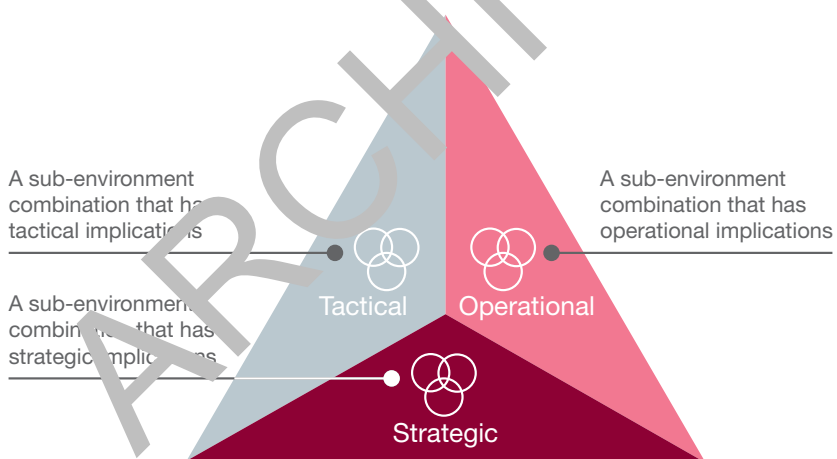 A sub-environment
combination that has
tactical implications
A sub-environment
combination that has
operational implications
Tactical
Operational
A sub-environment
combination that has
strategic implications
Strategic
ARCHI